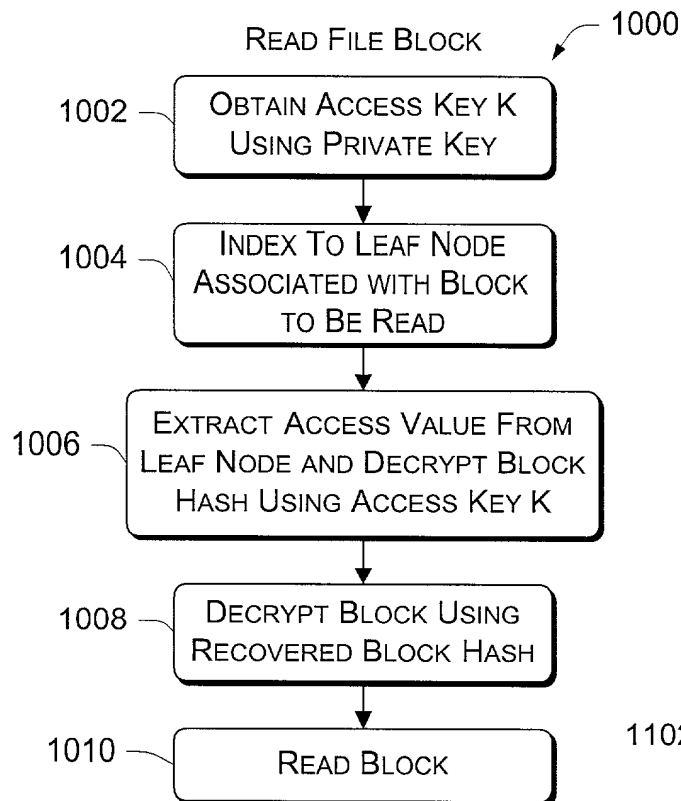 READ FILE BLOCK
1000
1002
OBTAIN ACCESS KEY K
USING PRIVATE KEY
1004
INDEX TO LEAF NODE
ASSOCIATED WITH BLOCK
TO BE READ
1006
EXTRACT ACCESS VALUE FROM
LEAF NODE AND DECRYPT BLOCK
HASH USING ACCESS KEY K
1008
DECRYPT BLOCK USING
RECOVERED BLOCK HASH
1010
READ BLOCK
1102